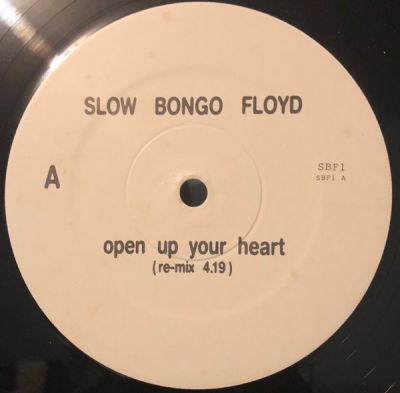 SLOW BONGO FLOYD
A
SBF1
SBF1 A
open up your heart
(re-mix 4.19)